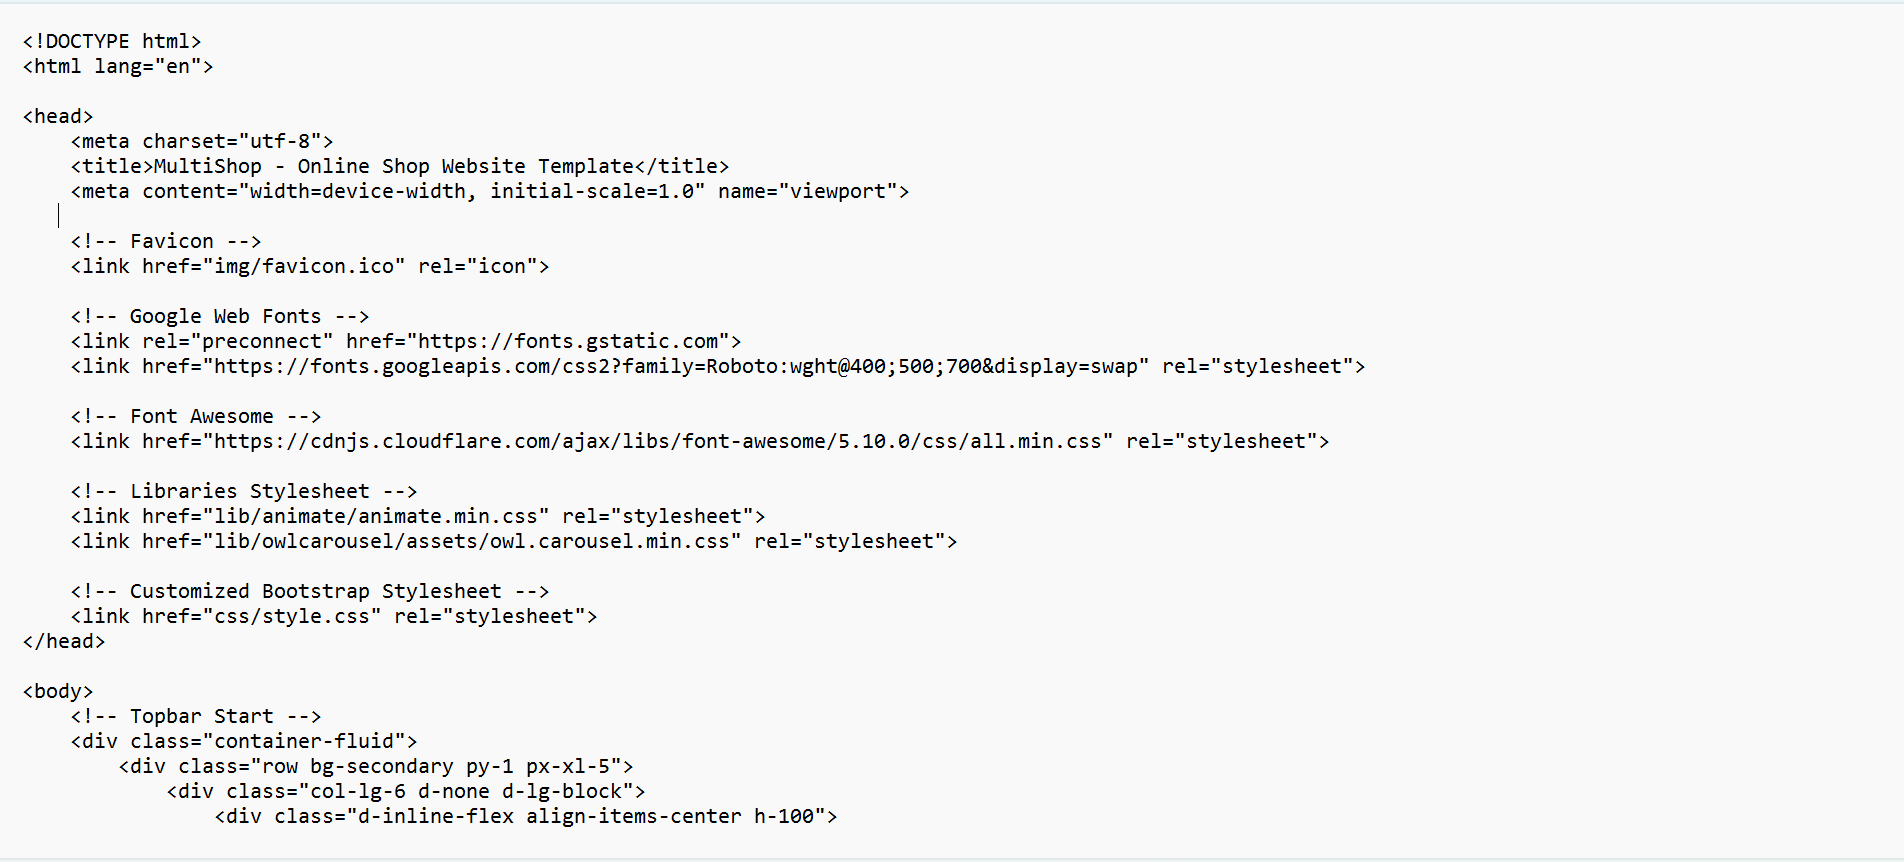 <!DOCTYPE html>
<html lang="en">
<head>
<meta charset="utf-8">
<title>MultiShop - Online Shop Website Template</title>
<meta content="width=device-width, initial-scale=1.0" name="viewport">
<!-- Favicon -->
<link href="img/favicon.ico" rel="icon">
<!-- Google Web Fonts -->
<link rel="preconnect" href="https://fonts.gstatic.com">
<link href="https://fonts.googleapis.com/css2?family=Roboto:wght@400;500;700&display=swap" rel="stylesheet">
<!-- Font Awesome -->
<link href="https://cdnjs.cloudflare.com/ajax/libs/font-awesome/5.10.0/css/all.min.css" rel="stylesheet">
<!-- Libraries Stylesheet -->
<link href="lib/animate/animate.min.css" rel="stylesheet">
<link href="lib/owlcarousel/assets/owl.carousel.min.css" rel="stylesheet">
<!-- Customized Bootstrap Stylesheet -->
<link href="css/style.css" rel="stylesheet">
</head>
<body>
<!-- Topbar Start -->
<div class="container-fluid">
<div class="row bg-secondary py-1 px-xl-5">
<div class="col-lg-6 d-none d-lg-block">
<div class="d-inline-flex align-items-center h-100">